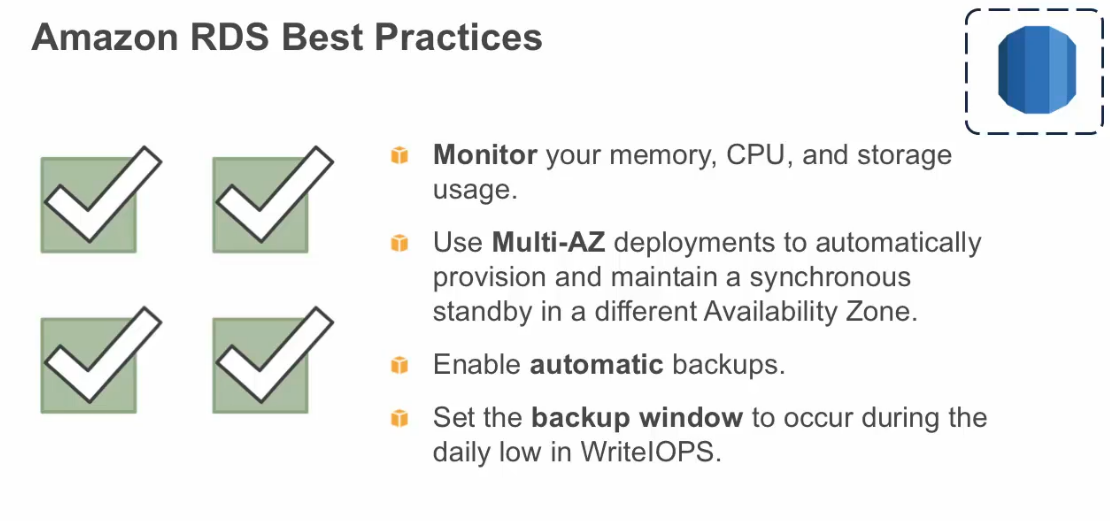 Amazon RDS Best Practices
Monitor your memory, CPU, and storage
usage.
Use Multi-AZ deployments to automatically
provision and maintain a synchronous
standby in a different Availability Zone.
Enable automatic backups.
Set the backup window to occur during the
daily low in WriteIOPS.